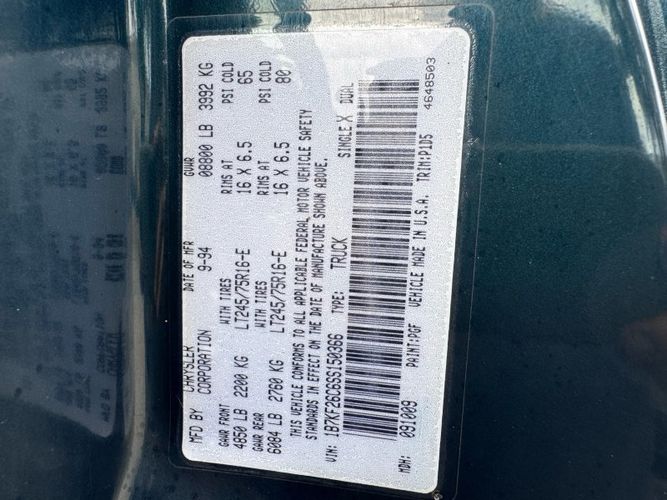 MFD BY CHRYSLER CORPORATION DATE OF MFR 9-94 GVWR 08800 LB 3992 KG
GAWR FRONT WITH TIRES RIMS AT PSI COLD
4850 LB 2200 KG LT245/75R16-E 16 X 6.5 65
GAWR REAR WITH TIRES RIMS AT PSI COLD
6084 LB 2760 KG LT245/75R16-E 16 X 6.5 80
THIS VEHICLE CONFORMS TO ALL APPLICABLE FEDERAL MOTOR VEHICLE SAFETY
STANDARDS IN EFFECT ON THE DATE OF MANUFACTURE SHOWN ABOVE.
VIN: 1B7KF26C6SS150366 TYPE: TRUCK SINGLE X DUAL
MDH: 091009 PAINT:PGF VEHICLE MADE IN U.S.A. TRIM:P1D5 4648503